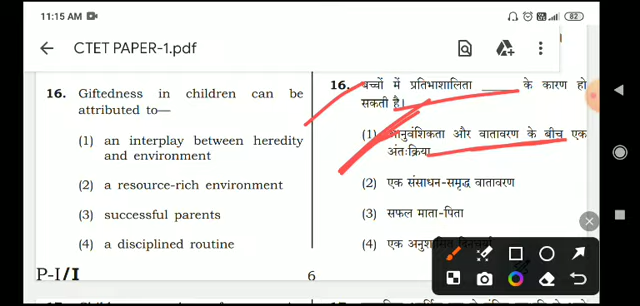 11:15 AM
82
CTET PAPER-1.pdf
16. Giftedness in children can be
attributed to—
(1) an interplay between heredity
and environment
(2) a resource-rich environment
(3) successful parents
(4) a disciplined routine
P-I/I
16. बच्चों में प्रतिभाशालिता ______ के कारण हो
सकती है।
(1) आनुवंशिकता और वातावरण के बीच एक
अंतःक्रिया
(2) एक संसाधन-समृद्ध वातावरण
(3) सफल माता-पिता
(4) एक अनुशासित दिनचर्या
6